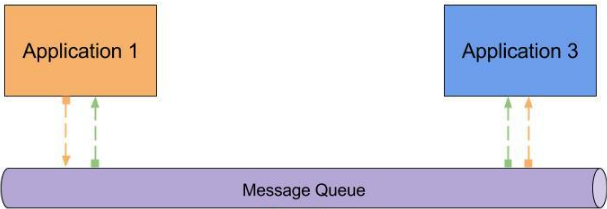 Application 1
Application 3
Message Queue